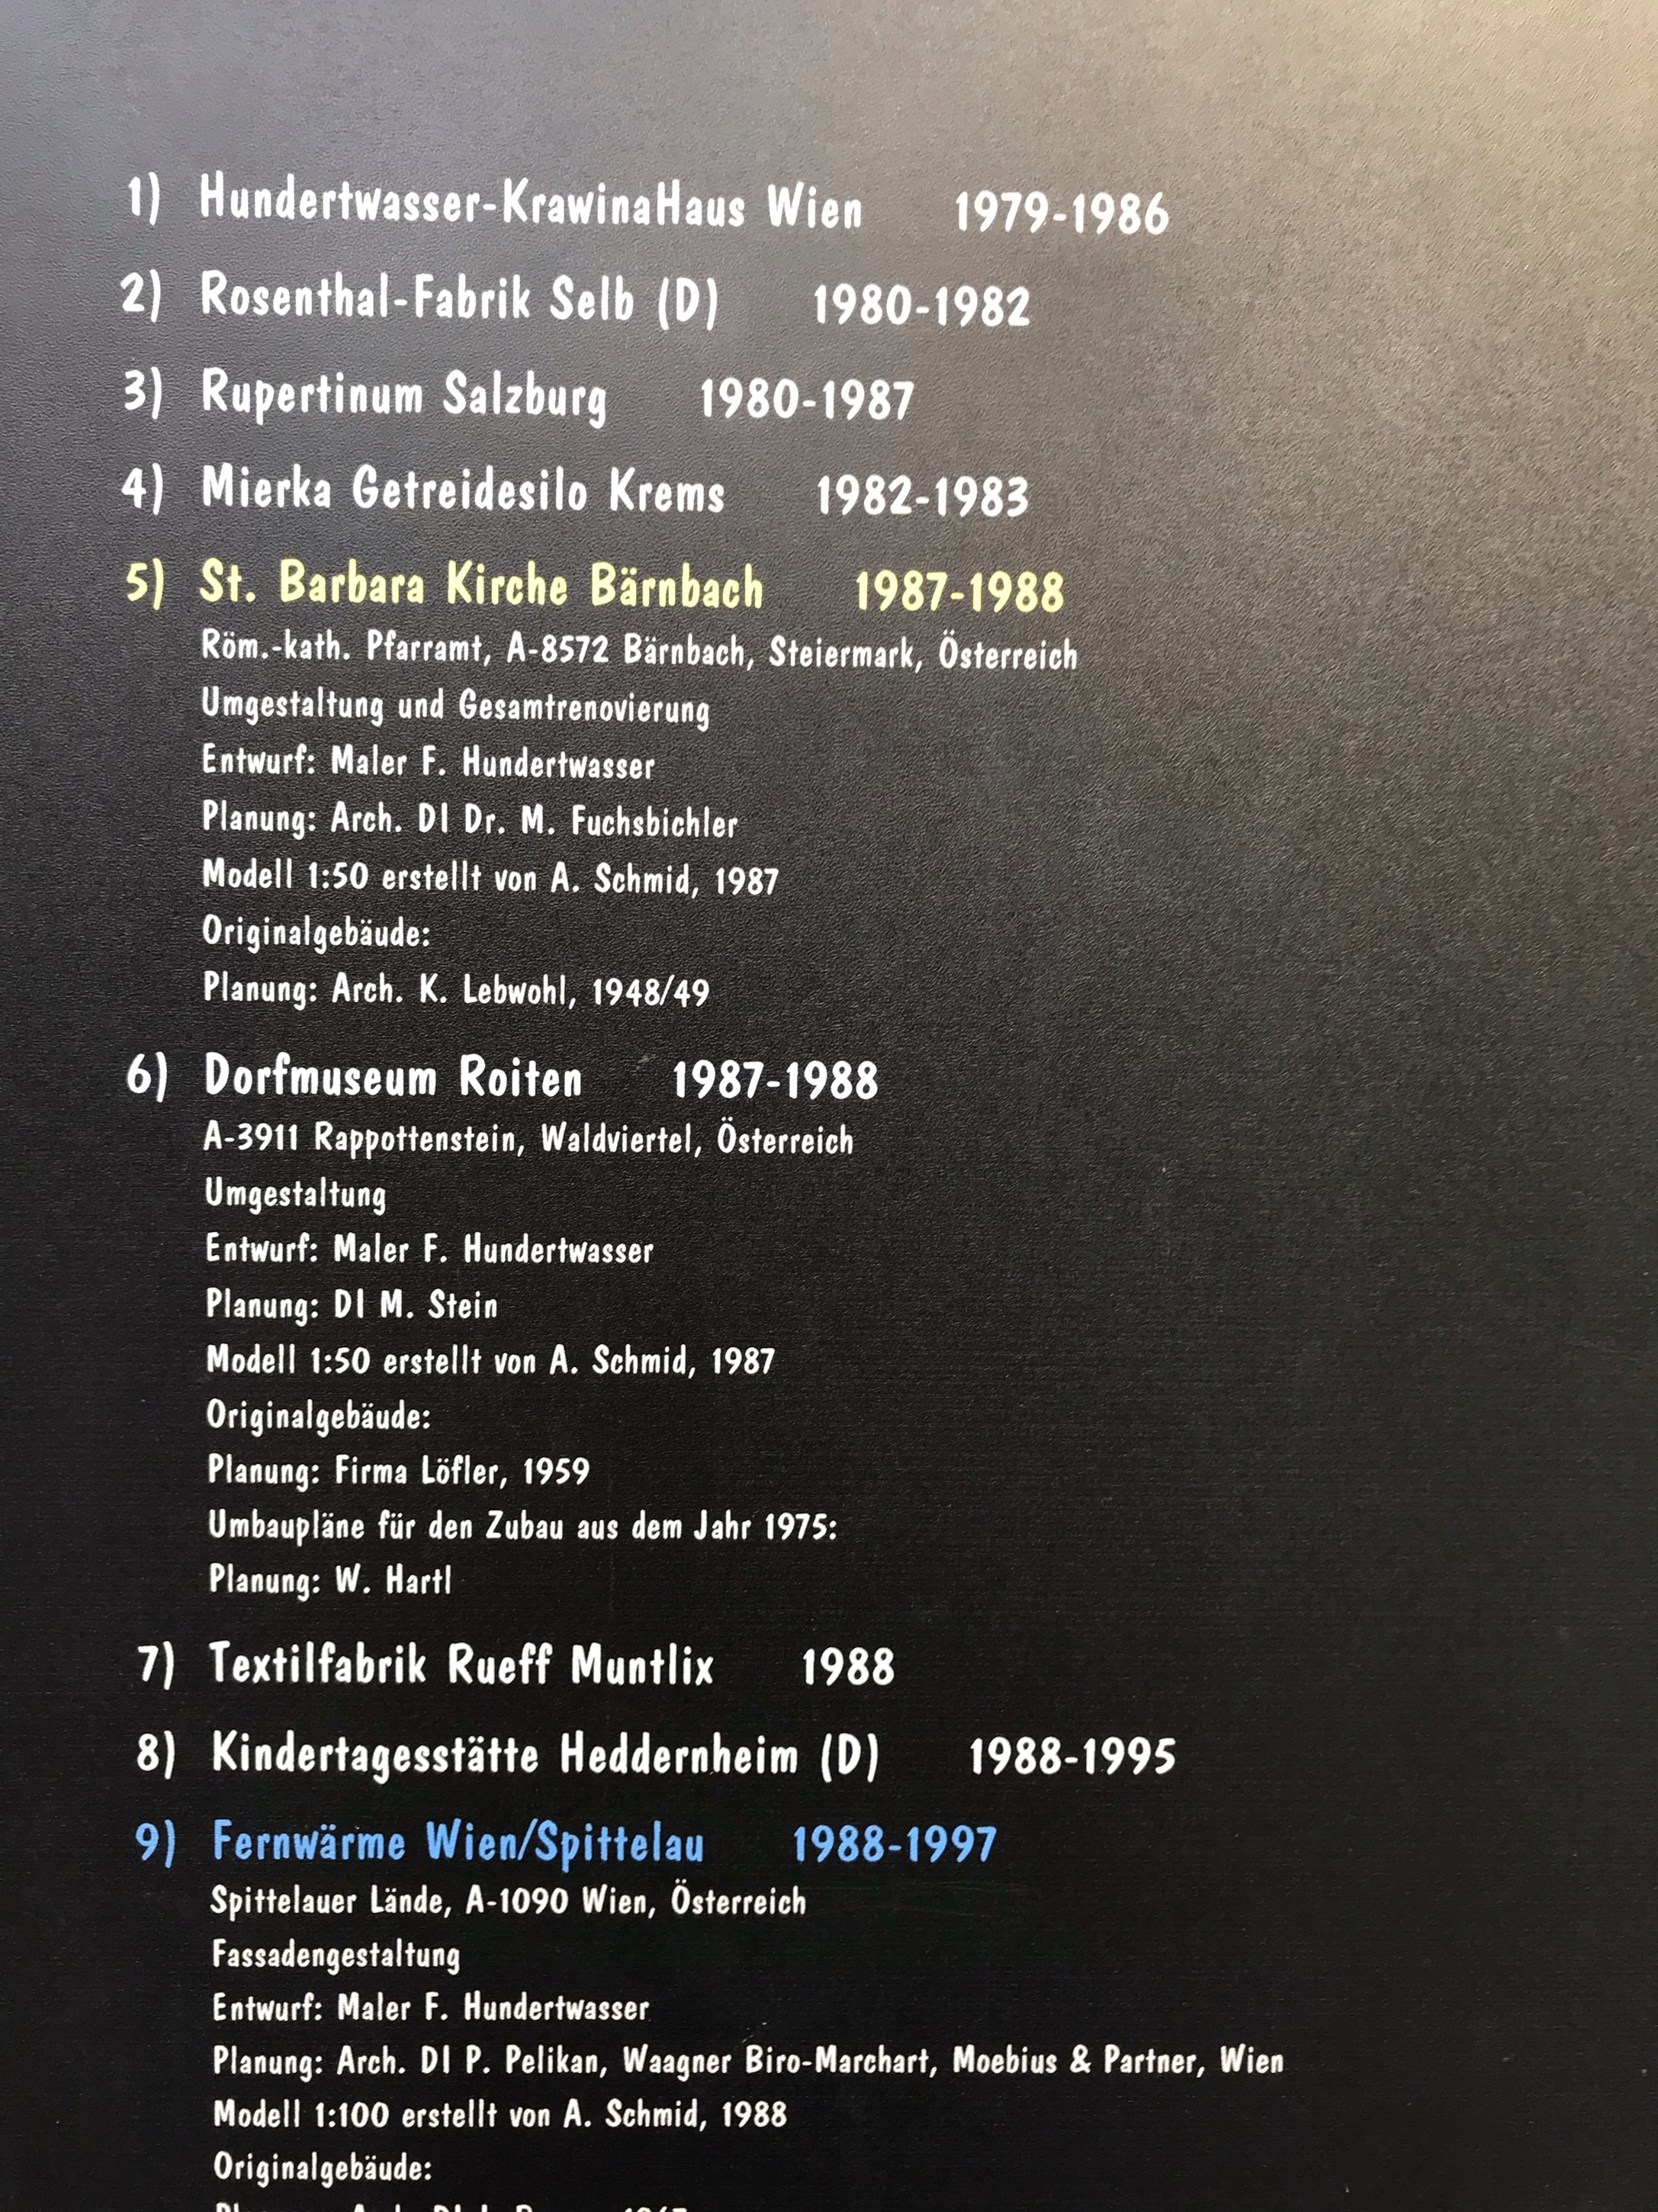 1) Hundertwasser-KrawinaHaus Wien 1979-1986
2) Rosenthal-Fabrik Selb (D) 1980-1982
3) Rupertinum Salzburg 1980-1987
4) Mierka Getreidesilo Krems 1982-1983
5) St. Barbara Kirche Bärnbach 1987-1988
Röm.-kath. Pfarramt, A-8572 Bärnbach, Steiermark, Österreich
Umgestaltung und Gesamtrenovierung
Entwurf: Maler F. Hundertwasser
Planung: Arch. DI Dr. M. Fuchsbichler
Modell 1:50 erstellt von A. Schmid, 1987
Originalgebäude:
Planung: Arch. K. Lebwohl, 1948/49
6) Dorfmuseum Roiten 1987-1988
A-3911 Rappottenstein, Waldviertel, Österreich
Umgestaltung
Entwurf: Maler F. Hundertwasser
Planung: DI M. Stein
Modell 1:50 erstellt von A. Schmid, 1987
Originalgebäude:
Planung: Firma Löfler, 1959
Umbaupläne für den Zubau aus dem Jahr 1975:
Planung: W. Hartl
7) Textilfabrik Rueff Muntlix 1988
8) Kindertagesstätte Heddernheim (D) 1988-1995
9) Fernwärme Wien/Spittelau 1988-1997
Spittelauer Lände, A-1090 Wien, Österreich
Fassadengestaltung
Entwurf: Maler F. Hundertwasser
Planung: Arch. DI P. Pelikan, Waagner Biro-Marchart, Moebius & Partner, Wien
Modell 1:100 erstellt von A. Schmid, 1988
Originalgebäude: